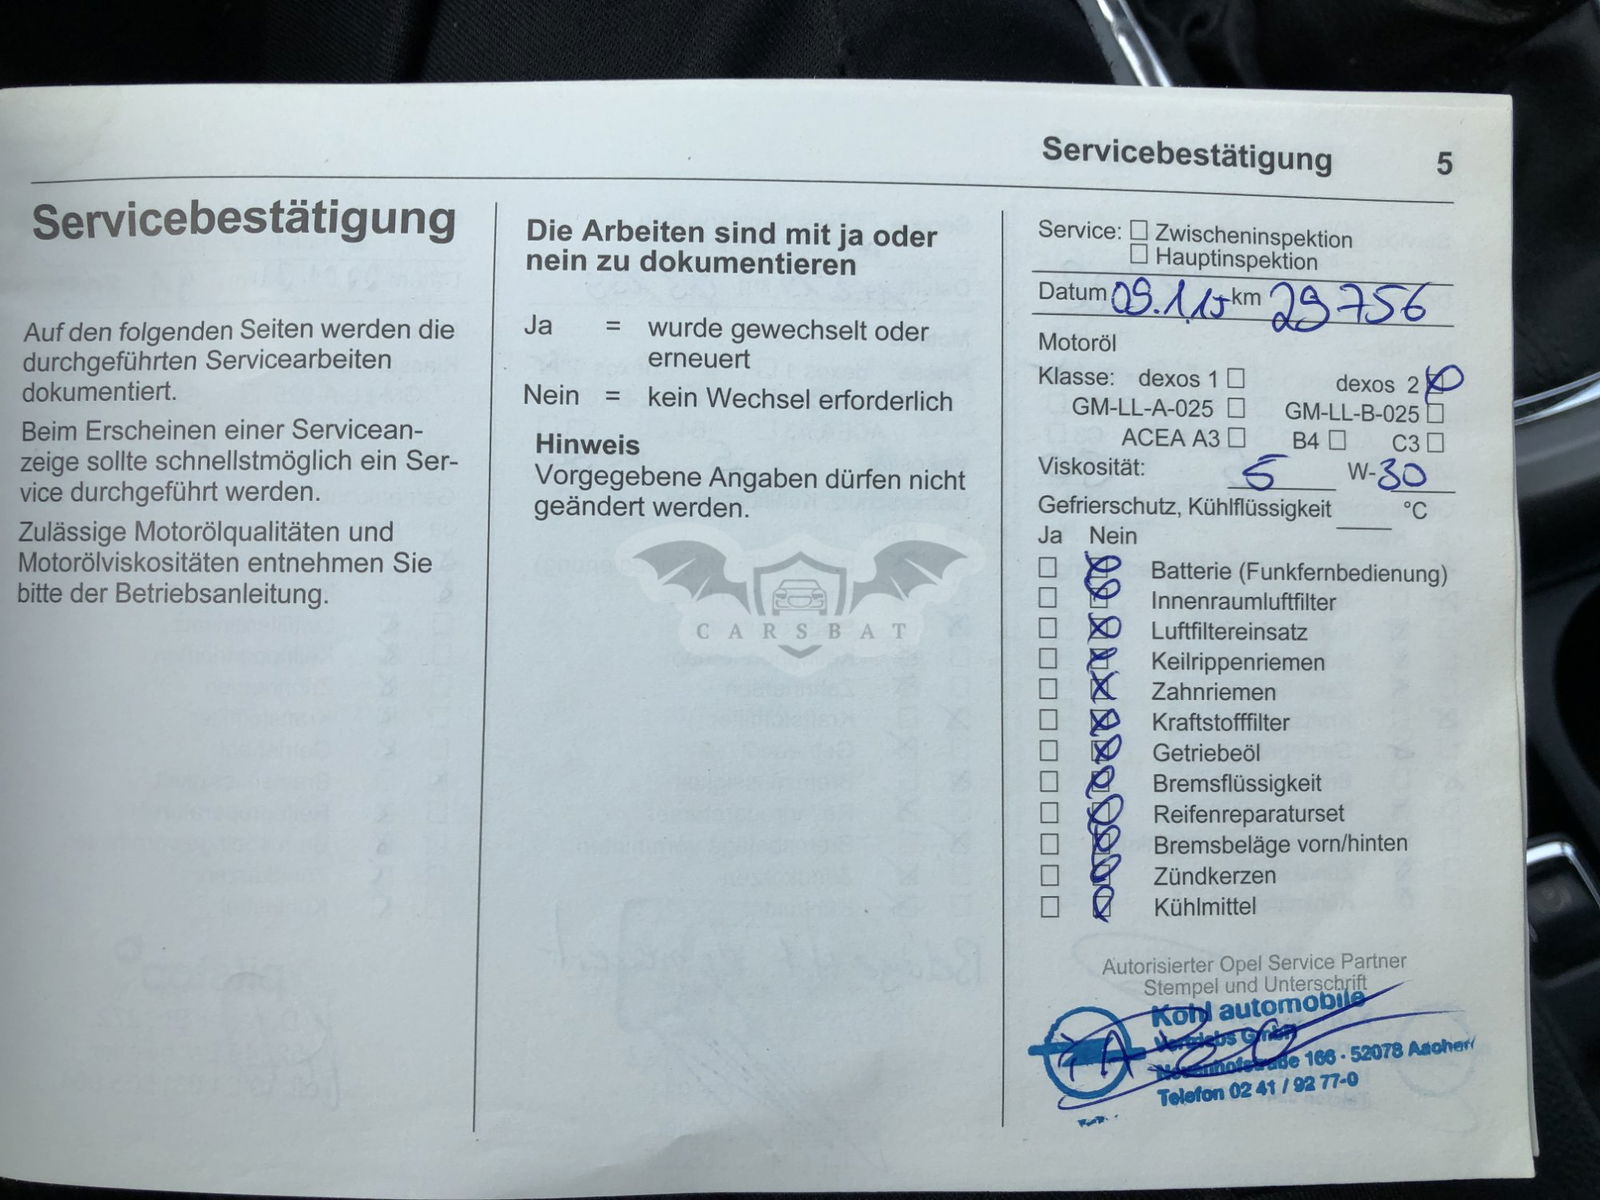 Servicebestätigung 5
Servicebestätigung
Auf den folgenden Seiten werden die
durchgeführten Servicearbeiten
dokumentiert.
Beim Erscheinen einer Servicean-
zeige sollte schnellstmöglich ein Ser-
vice durchgeführt werden.
Zulässige Motorölqualitäten und
Motorölviskositäten entnehmen Sie
bitte der Betriebsanleitung.
Die Arbeiten sind mit ja oder
nein zu dokumentieren
Ja = wurde gewechselt oder
erneuert
Nein = kein Wechsel erforderlich
Hinweis
Vorgegebene Angaben dürfen nicht
geändert werden.
CARSBAT
Service: Zwischeninspektion
Hauptinspektion
Datum 09.1.15 km 29756
Motoröl
Klasse: dexos 1 dexos 2
GM-LL-A-025 GM-LL-B-025
ACEA A3 B4 C3
Viskosität: 5 W-30
Gefrierschutz, Kühlflüssigkeit °C
Ja Nein
Batterie (Funkfernbedienung)
Innenraumluftfilter
Luftfiltereinsatz
Keilrippenriemen
Zahnriemen
Kraftstofffilter
Getriebeöl
Bremsflüssigkeit
Reifenreparaturset
Bremsbeläge vorn/hinten
Zündkerzen
Kühlmittel
Autorisierter Opel Service Partner
Stempel und Unterschrift
Kohl automobile
Vertriebs GmbH
166 · 52078 Aachen
Telefon 02 41 / 92 77-0